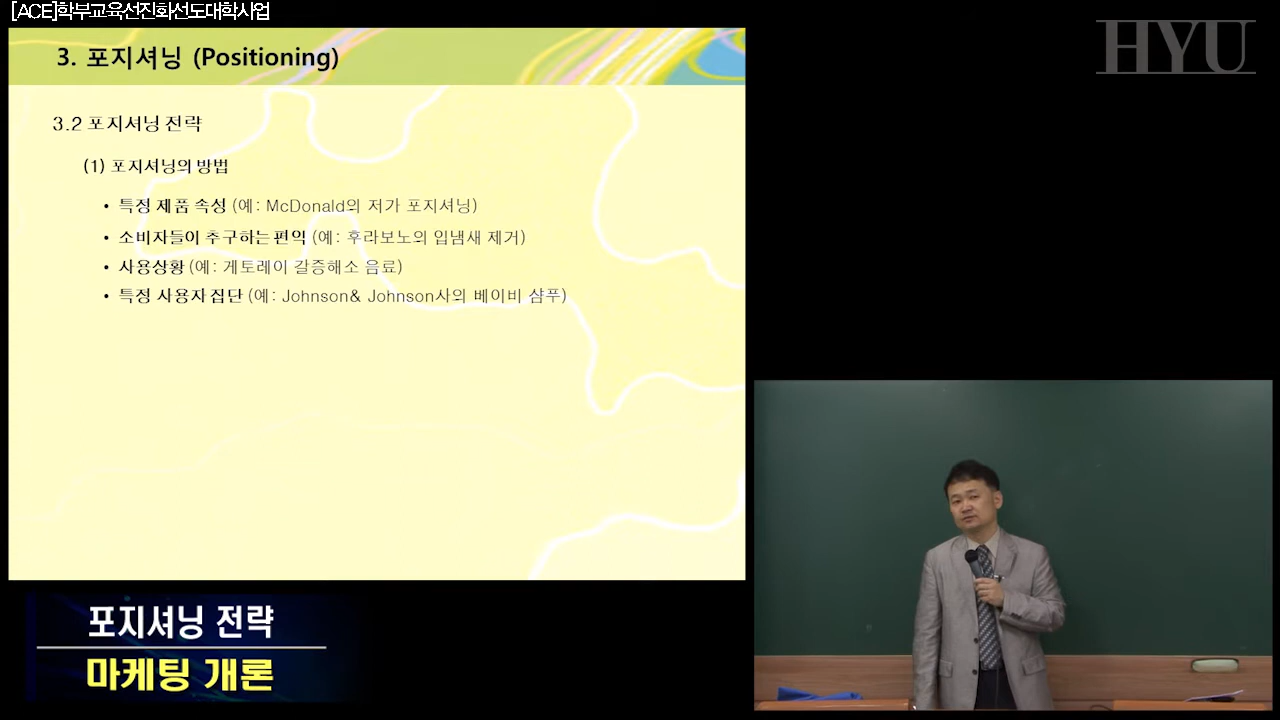 [ACE]학부교육선진화선도대학사업
HYU
3. 포지셔닝 (Positioning)
3.2 포지셔닝 전략
(1) 포지셔닝의 방법
• 특정 제품 속성 (예: McDonald의 저가 포지셔닝)
• 소비자들이 추구하는 편익 (예: 후라보노의 입냄새 제거)
• 사용상황 (예: 게토레이 갈증해소 음료)
• 특정 사용자 집단 (예: Johnson& Johnson사의 베이비 샴푸)
포지셔닝 전략
마케팅 개론